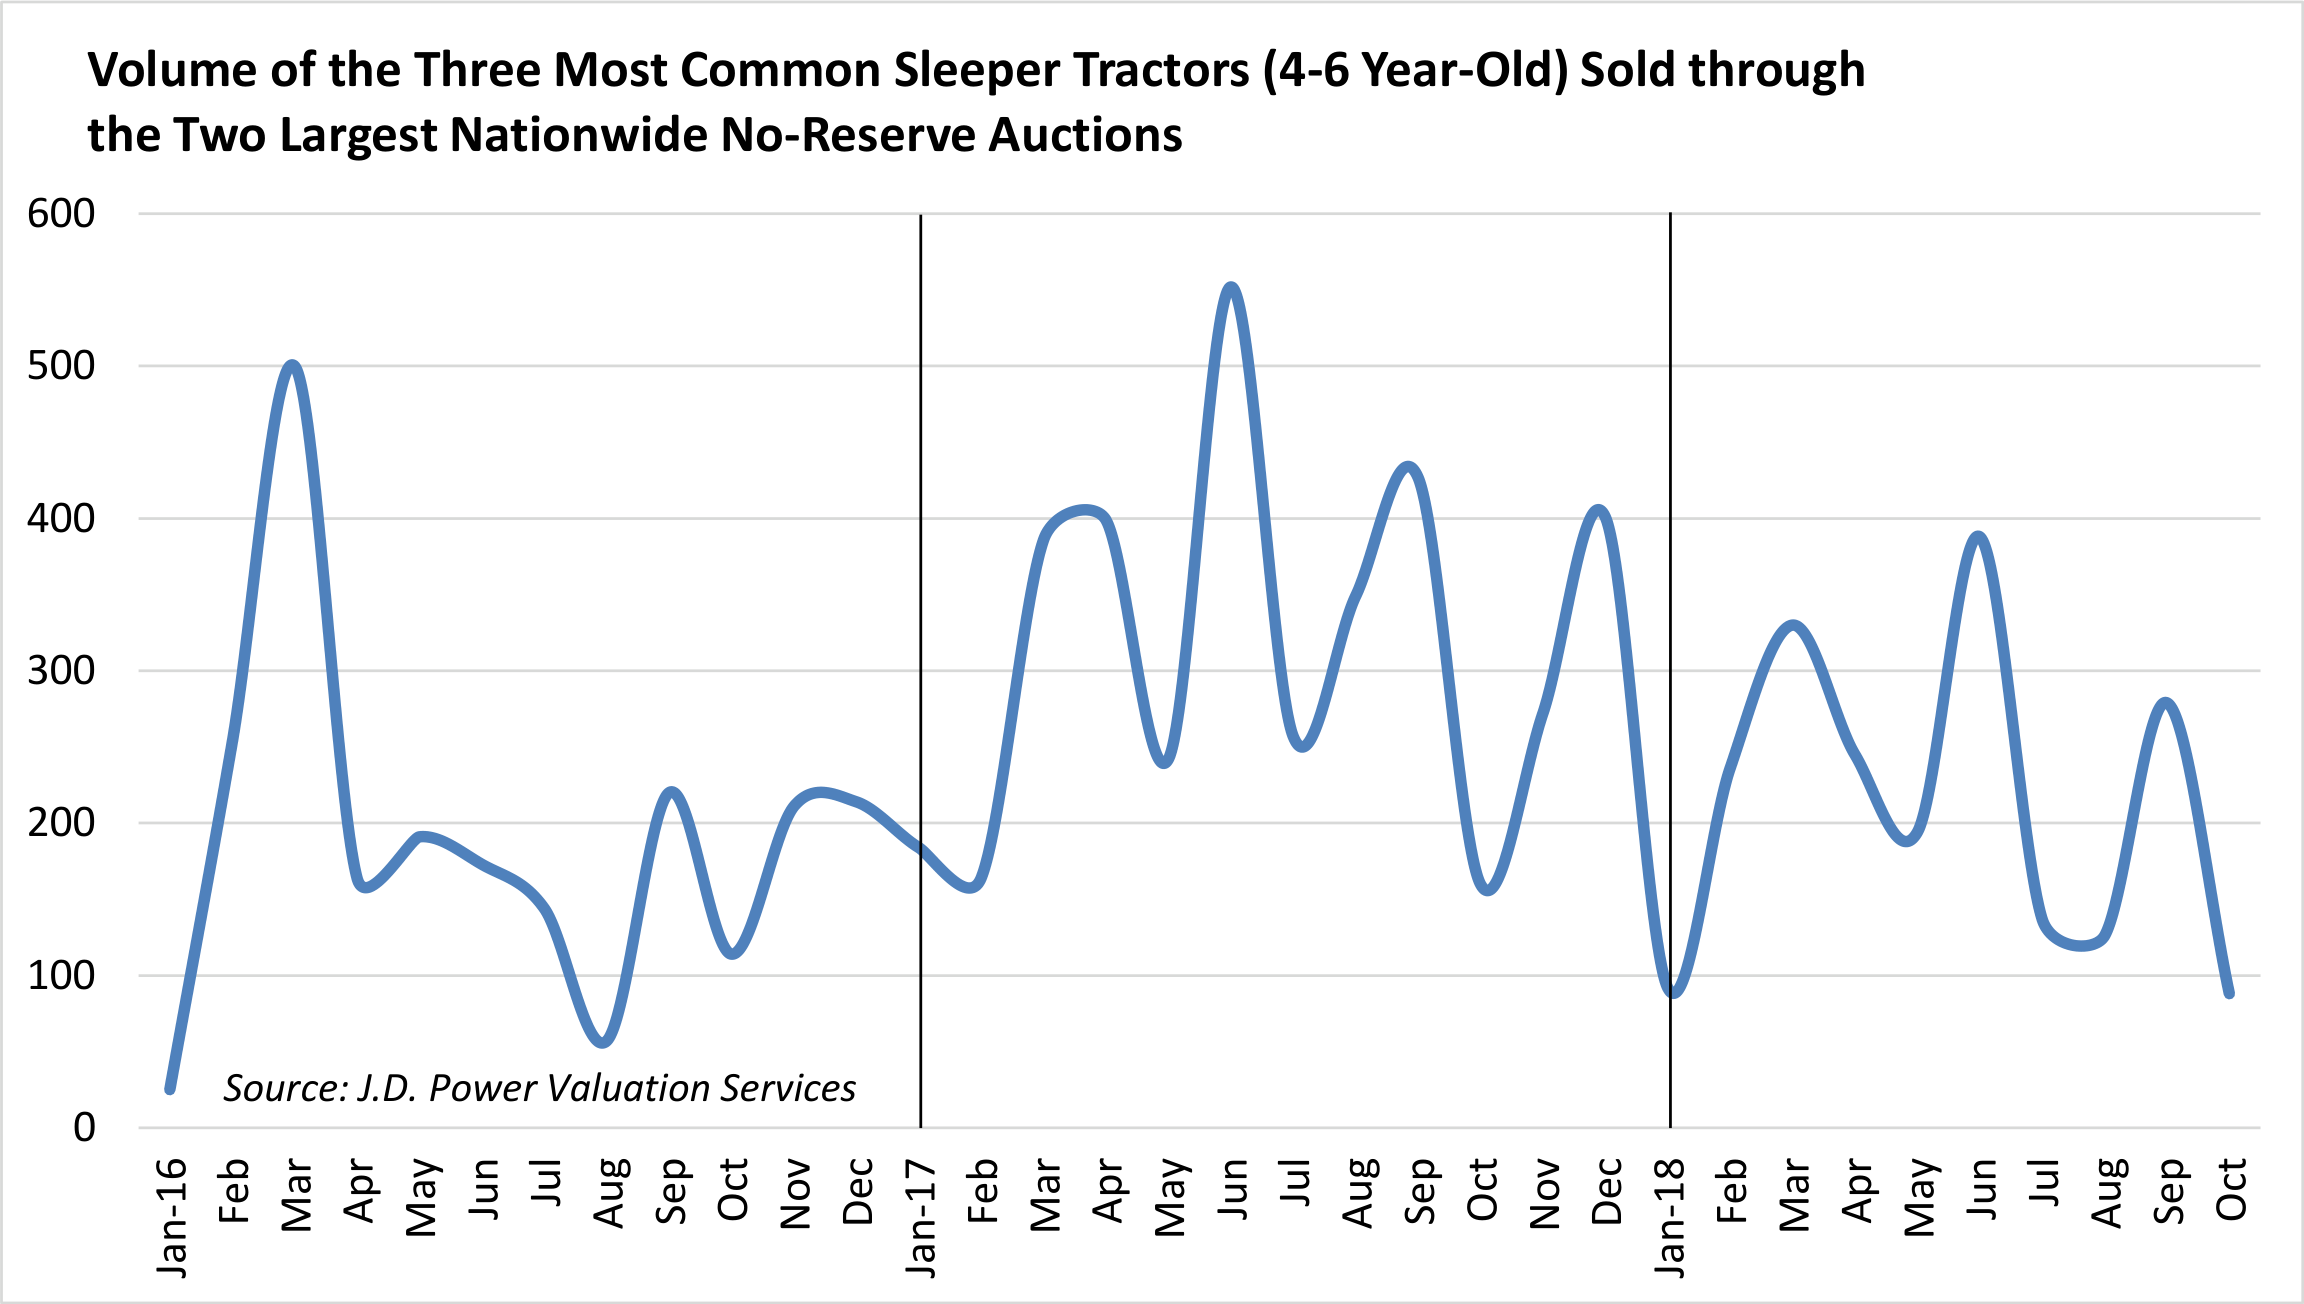 Volume of the Three Most Common Sleeper Tractors (4-6 Year-Old) Sold through
the Two Largest Nationwide No-Reserve Auctions
600
500
400
300
200
100
0
Source: J.D. Power Valuation Services
Jan-16
Feb
Mar
Apr
May
Jun
Jul
Aug
Sep
Oct
Nov
Dec
Jan-17
Feb
Mar
Apr
May
Jun
Jul
Aug
Sep
Oct
Nov
Dec
Jan-18
Feb
Mar
Apr
May
Jun
Jul
Aug
Sep
Oct